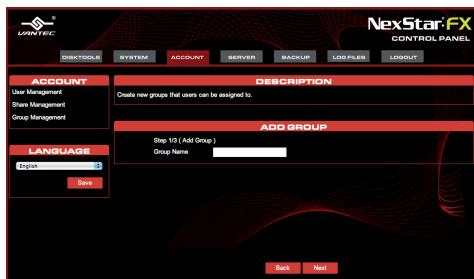 VANTEC
NexStar FX
CONTROL PANEL
DISKTOOLS SYSTEM ACCOUNT SERVER BACKUP LOG FILES LOGOUT
ACCOUNT
User Management
Share Management
Group Management
LANGUAGE
English
Save
DESCRIPTION
Create new groups that users can be assigned to.
ADD GROUP
Step 1/3 ( Add Group )
Group Name
Back Next